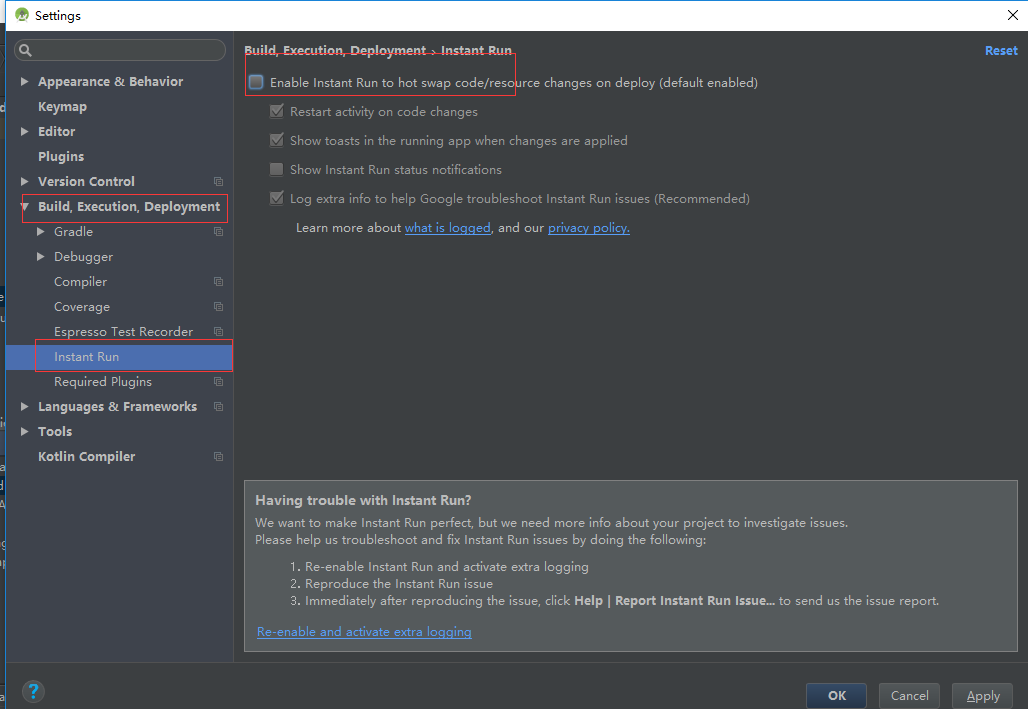 Settings
Appearance & Behavior
Keymap
Editor
Plugins
Version Control
Build, Execution, Deployment
Gradle
Debugger
Compiler
Coverage
Espresso Test Recorder
Instant Run
Required Plugins
Languages & Frameworks
Tools
Kotlin Compiler
Build, Execution, Deployment › Instant Run
Reset
Enable Instant Run to hot swap code/resource changes on deploy (default enabled)
Restart activity on code changes
Show toasts in the running app when changes are applied
Show Instant Run status notifications
Log extra info to help Google troubleshoot Instant Run issues (Recommended)
Learn more about what is logged, and our privacy policy.
Having trouble with Instant Run?
We want to make Instant Run perfect, but we need more info about your project to investigate issues.
Please help us troubleshoot and fix Instant Run issues by doing the following:
1. Re-enable Instant Run and activate extra logging
2. Reproduce the Instant Run issue
3. Immediately after reproducing the issue, click Help | Report Instant Run Issue... to send us the issue report.
Re-enable and activate extra logging
?
OK
Cancel
Apply